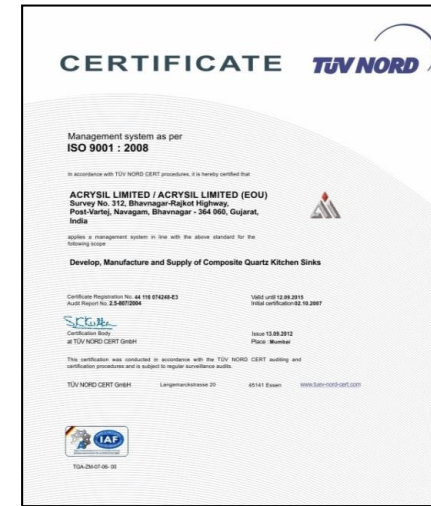 CERTIFICATE
TÜV NORD
Management system as per
ISO 9001 : 2008
In accordance with TÜV NORD CERT procedures, it is hereby certified that
ACRYSIL LIMITED / ACRYSIL LIMITED (EOU)
Survey No. 312, Bhavnagar-Rajkot Highway,
Post-Vartej, Navagam, Bhavnagar - 364 060, Gujarat,
India
applies a management system in line with the above standard for the
following scope
Develop, Manufacture and Supply of Composite Quartz Kitchen Sinks
Certificate Registration No. 44 116 074248-E3
Audit Report No. 2.5-807/2004
Valid until 12.09.2015
Initial certification 02.10.2007
Certification Body
at TÜV NORD CERT GmbH
Issue 13.09.2012
Place : Mumbai
This certification was conducted in accordance with the TÜV NORD CERT auditing and
certification procedures and is subject to regular surveillance audits.
TÜV NORD CERT GmbH Langemarckstrasse 20 45141 Essen www.tuev-nord-cert.com
IAF
TGA-ZM-07-06- 00